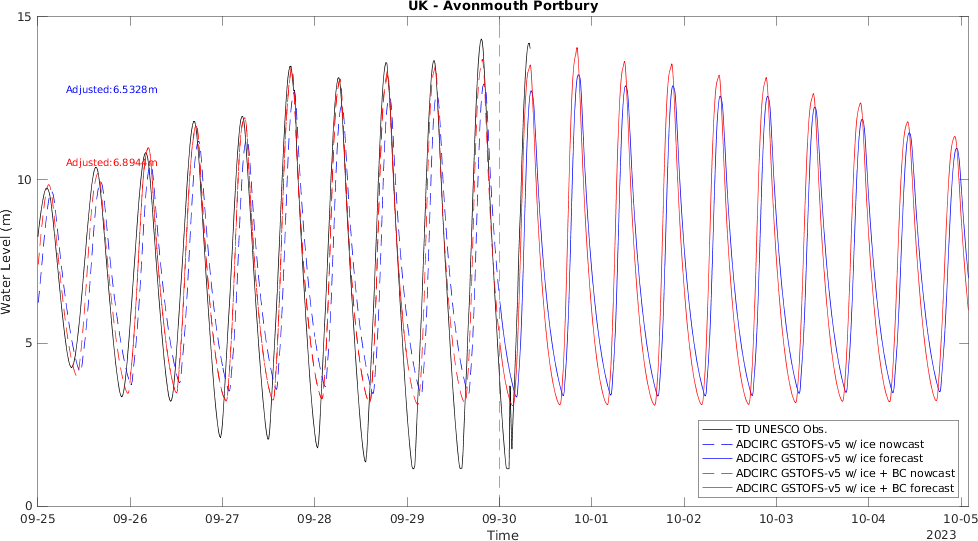 UK - Avonmouth Portbury
15
Adjusted:6.5328m
Adjusted:6.8944m
10
Water Level (m)
5
TD UNESCO Obs.
ADCIRC GSTOFS-v5 w/ ice nowcast
ADCIRC GSTOFS-v5 w/ ice forecast
ADCIRC GSTOFS-v5 w/ ice + BC nowcast
ADCIRC GSTOFS-v5 w/ ice + BC forecast
0
09-25 09-26 09-27 09-28 09-29 09-30 10-01 10-02 10-03 10-04 10-05
Time 2023